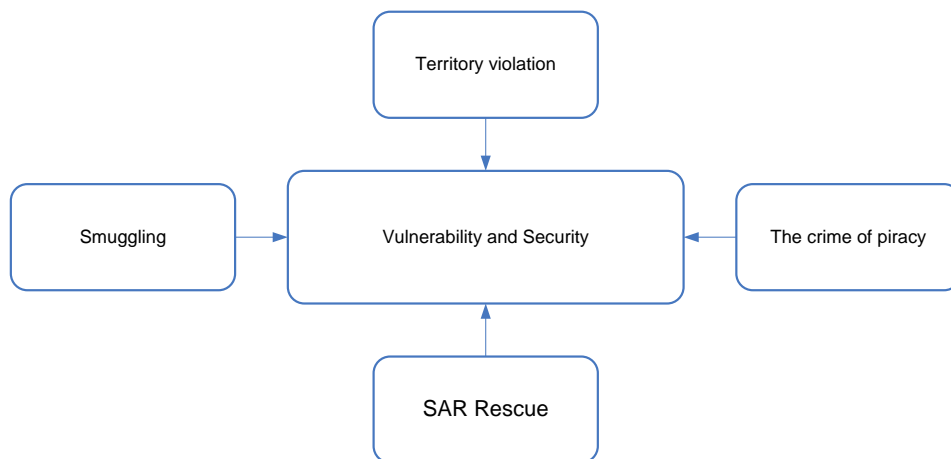 Territory violation
Smuggling
Vulnerability and Security
The crime of piracy
SAR Rescue